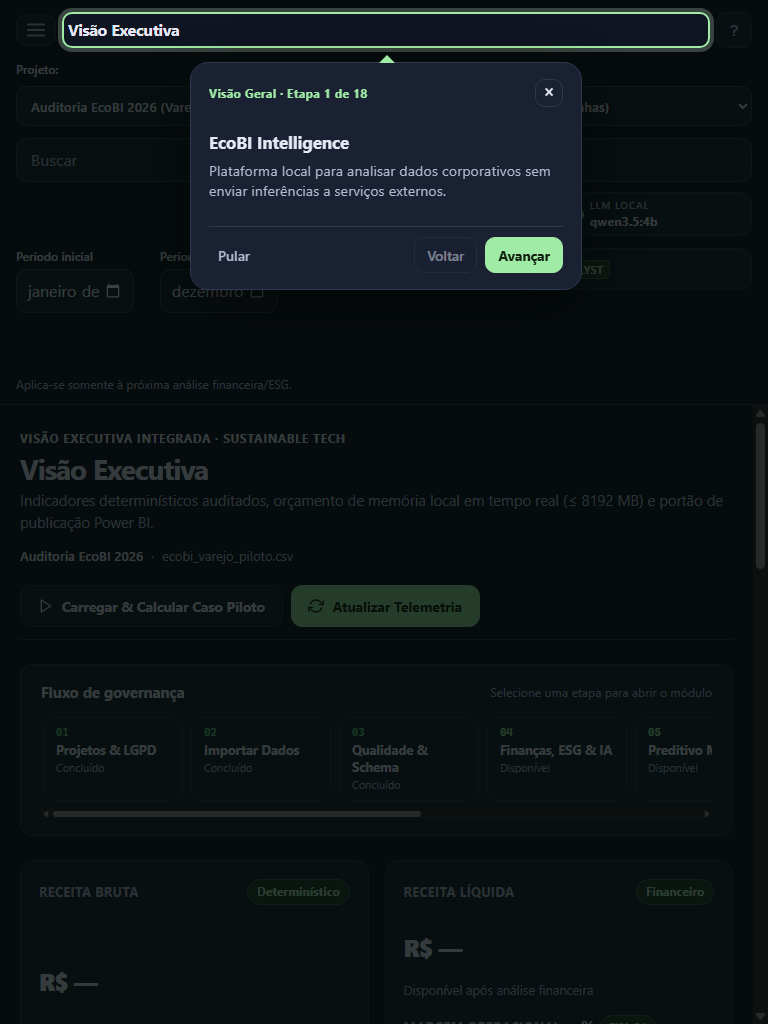 Visão Executiva
?
Projeto:
Auditoria EcoBI 2026 (Vare
has)
Visão Geral · Etapa 1 de 18
EcoBI Intelligence
Plataforma local para analisar dados corporativos sem
enviar inferências a serviços externos.
Pular
Voltar
Avançar
Buscar
LLM LOCAL
qwen3.5:4b
Período inicial
janeiro de
dezembro
YST
Aplica-se somente à próxima análise financeira/ESG.
VISÃO EXECUTIVA INTEGRADA · SUSTAINABLE TECH
Visão Executiva
Indicadores determinísticos auditados, orçamento de memória local em tempo real (≤ 8192 MB) e portão de
publicação Power BI.
Auditoria EcoBI 2026 · ecobi_varejo_piloto.csv
Carregar & Calcular Caso Piloto
Atualizar Telemetria
Fluxo de governança
Selecione uma etapa para abrir o módulo
01
Projetos & LGPD
Concluído
02
Importar Dados
Concluído
03
Qualidade &
Schema
Concluído
04
Finanças, ESG & IA
Disponível
05
Preditivo
Disponível
RECEITA BRUTA
Determinístico
R$ —
RECEITA LÍQUIDA
Financeiro
R$ —
Disponível após análise financeira